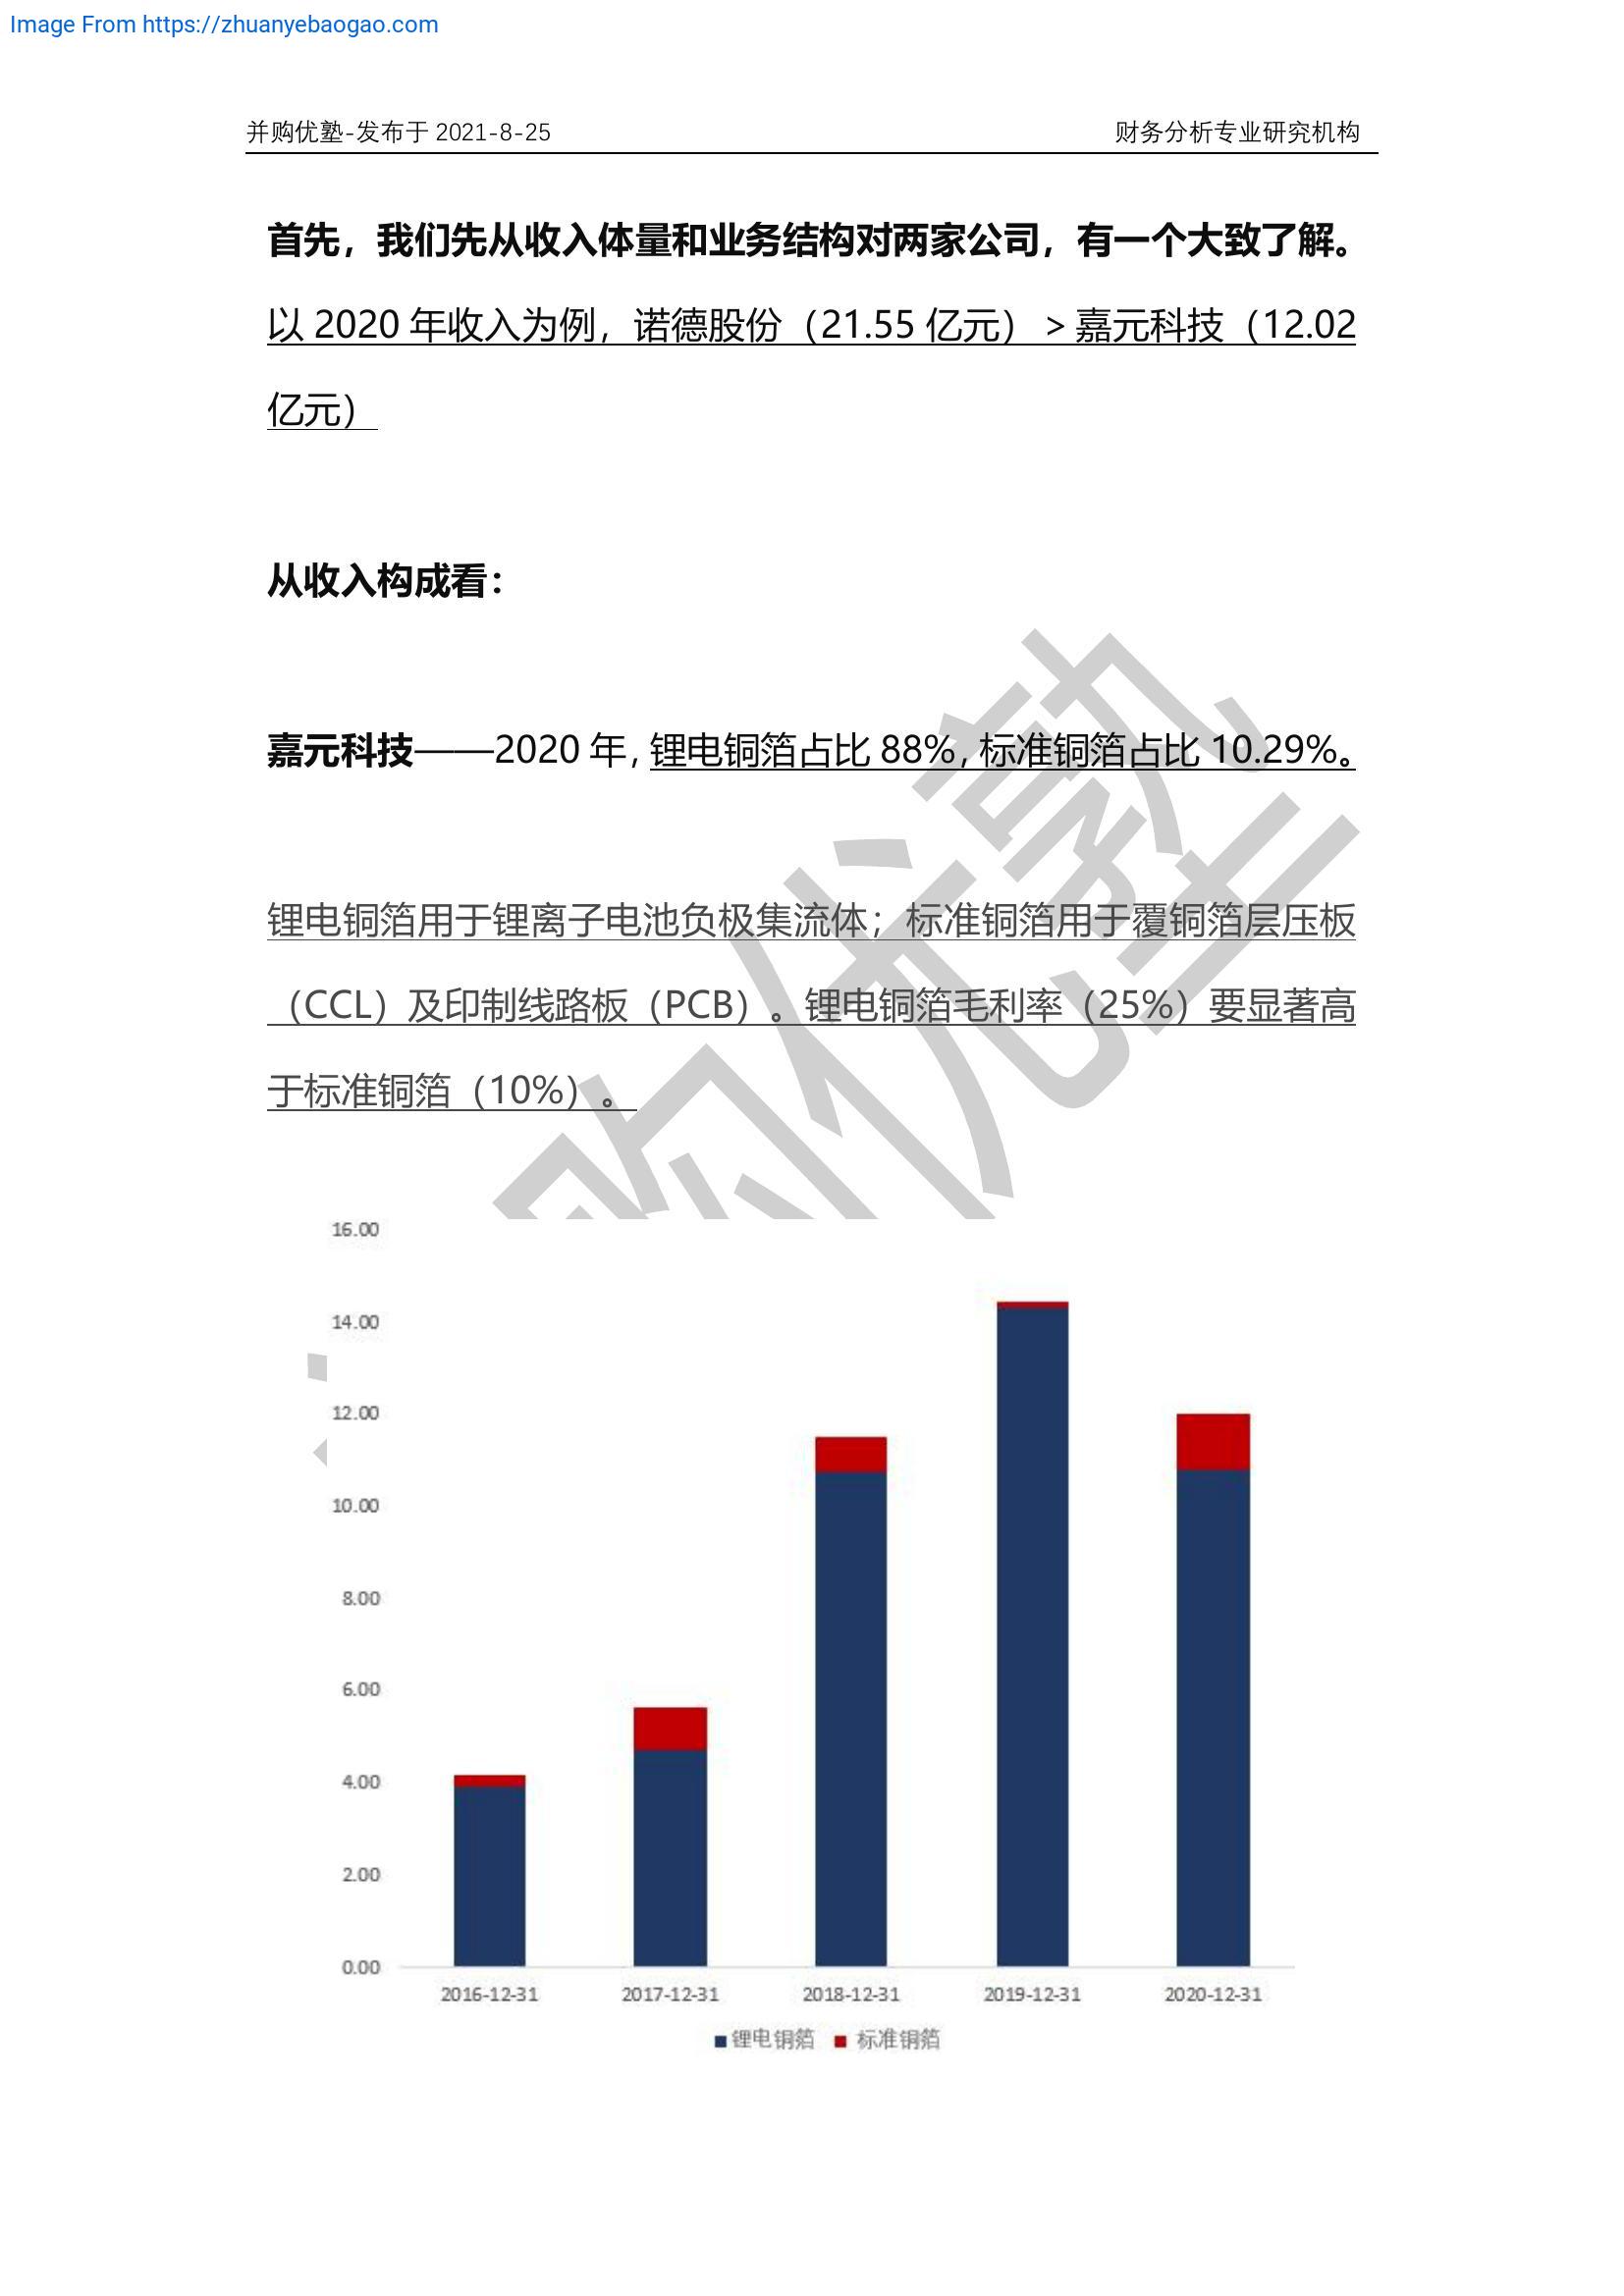 Image From https://zhuanyebaogao.com
并购优塾-发布于 2021-8-25 财务分析专业研究机构
首先，我们先从收入体量和业务结构对两家公司，有一个大致了解。
以 2020 年收入为例，诺德股份（21.55 亿元）＞嘉元科技（12.02
亿元）
从收入构成看：
嘉元科技——2020 年，锂电铜箔占比 88%，标准铜箔占比 10.29%。
锂电铜箔用于锂离子电池负极集流体；标准铜箔用于覆铜箔层压板
（CCL）及印制线路板（PCB）。锂电铜箔毛利率（25%）要显著高
于标准铜箔（10%）。
购优塾
16.00
14.00
12.00
10.00
8.00
6.00
4.00
2.00
0.00
2016-12-31 2017-12-31 2018-12-31 2019-12-31 2020-12-31
锂电铜箔 标准铜箔